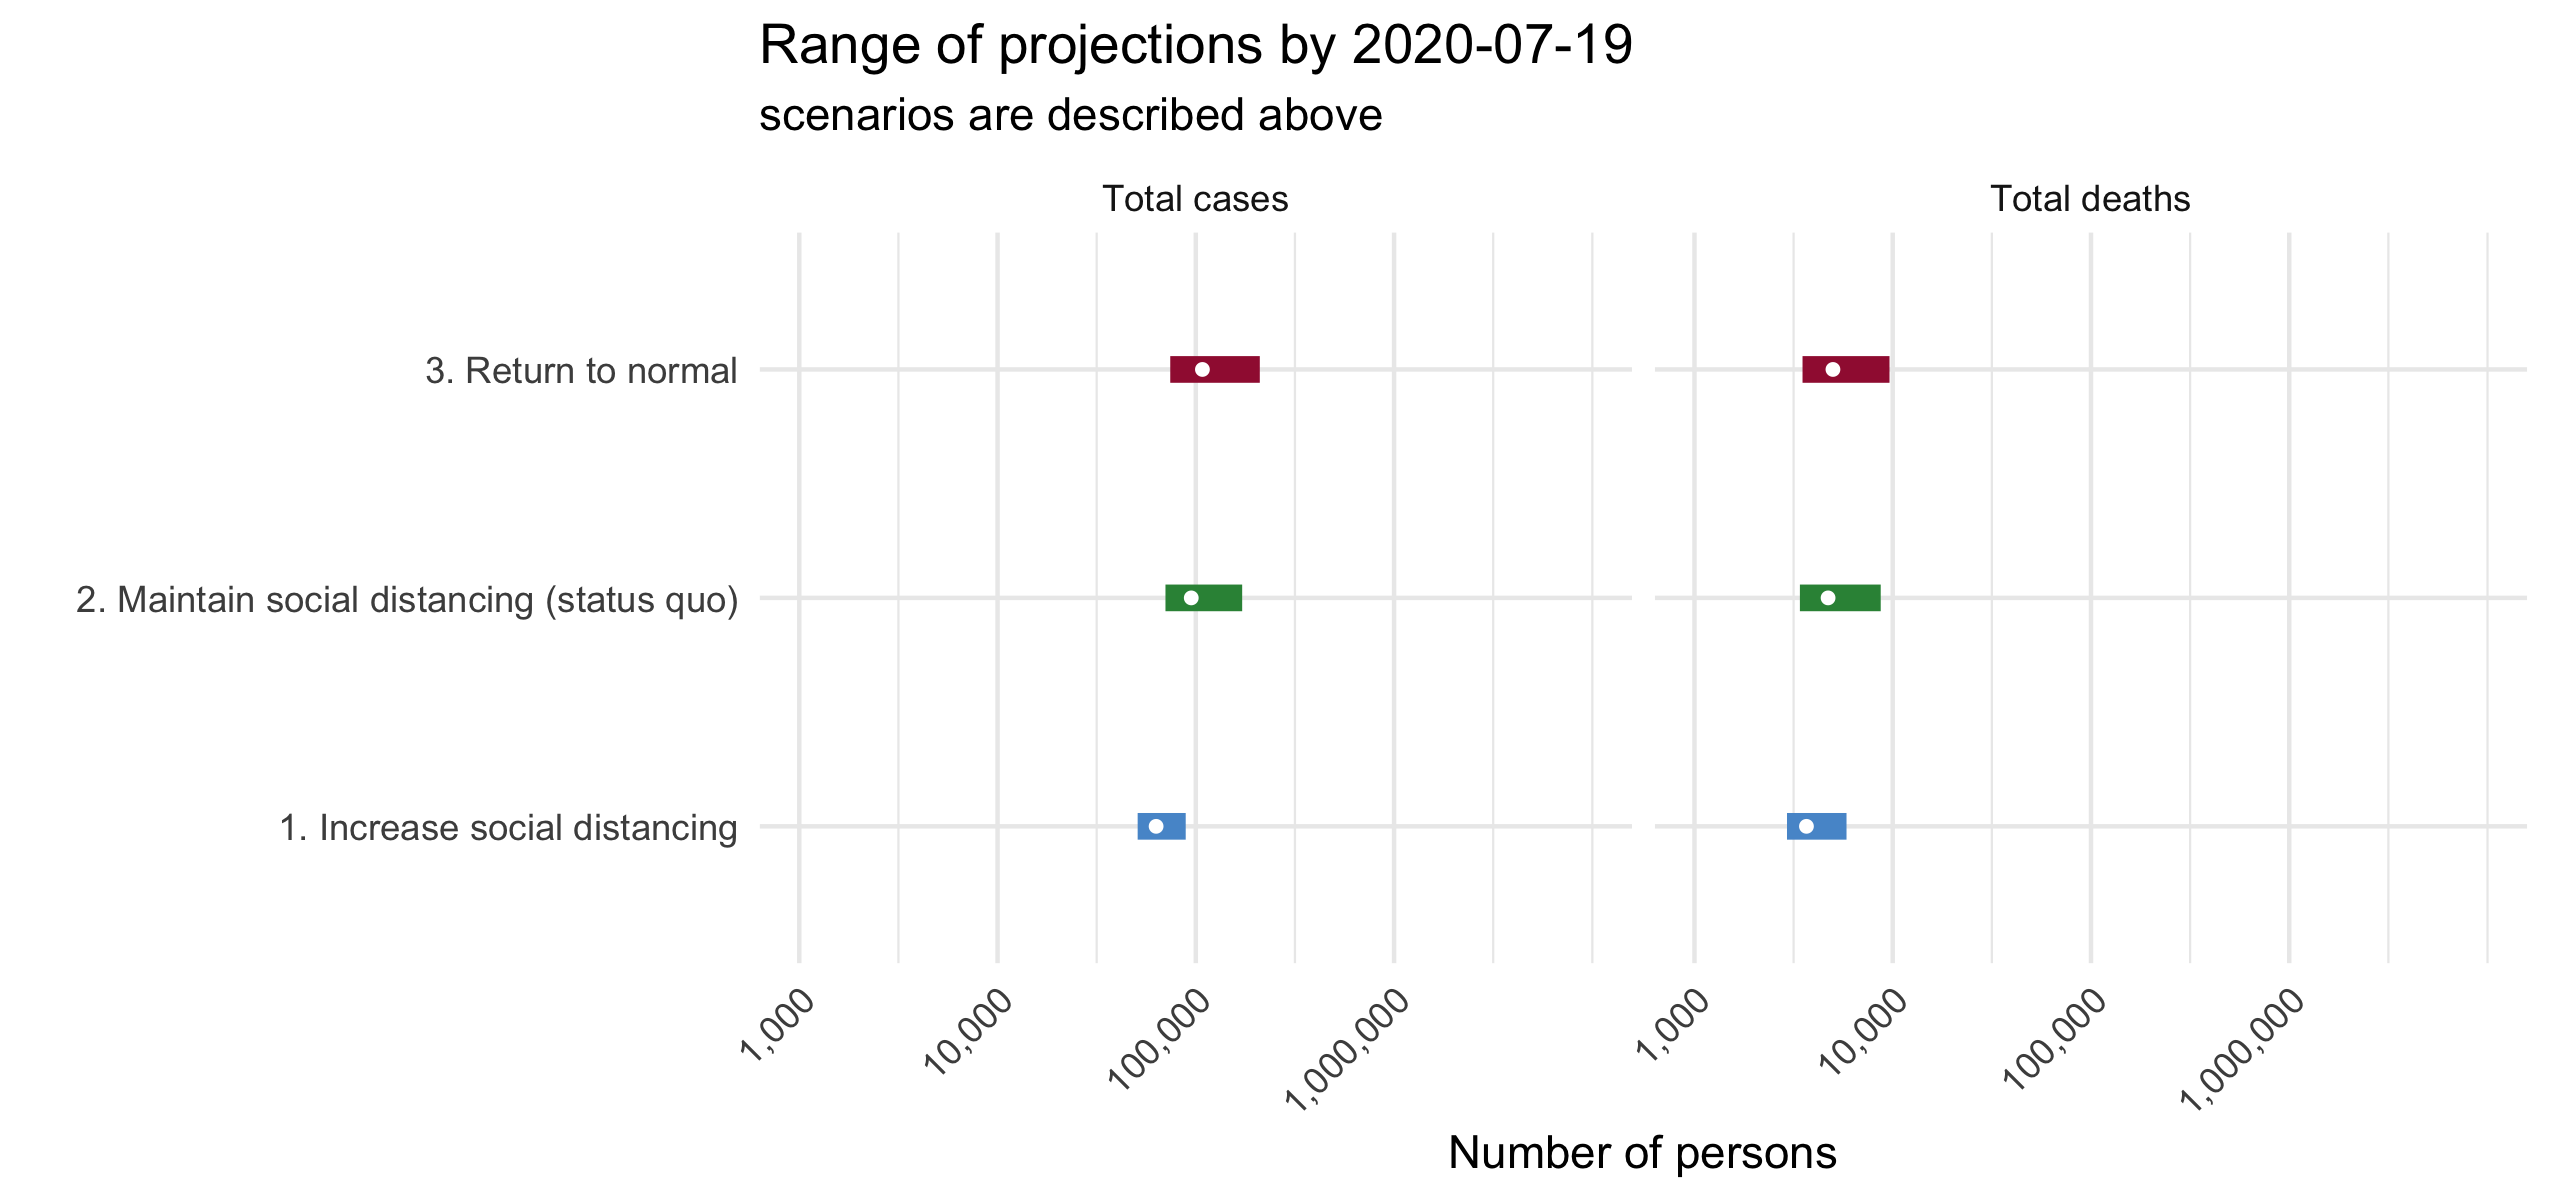 Range of projections by 2020-07-19
scenarios are described above
Total cases
Total deaths
3. Return to normal
2. Maintain social distancing (status quo)
1. Increase social distancing
1,000
10,000
100,000
1,000,000
1,000
10,000
100,000
1,000,000
Number of persons